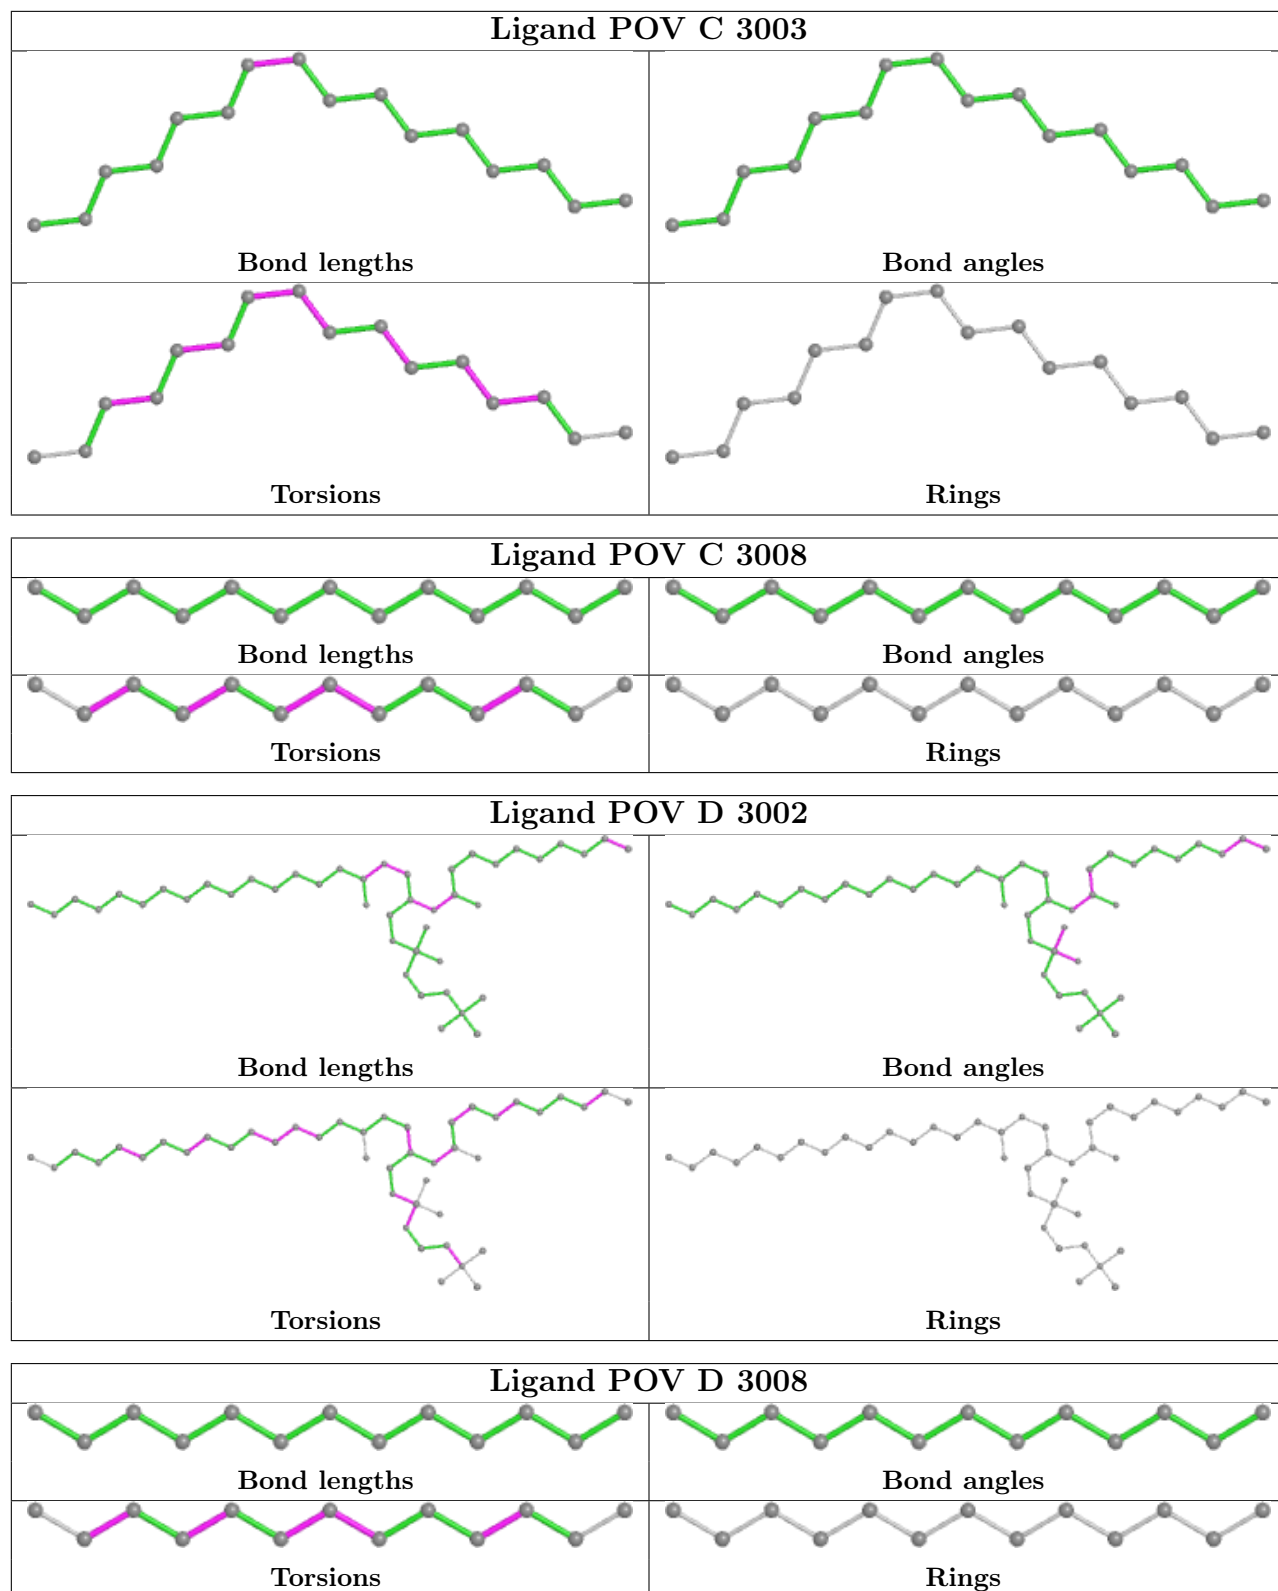 Ligand POV C 3003
Bond lengths
Bond angles
Torsions
Rings
Ligand POV C 3008
Bond lengths
Bond angles
Torsions
Rings
Ligand POV D 3002
Bond lengths
Bond angles
Torsions
Rings
Ligand POV D 3008
Bond lengths
Bond angles
Torsions
Rings